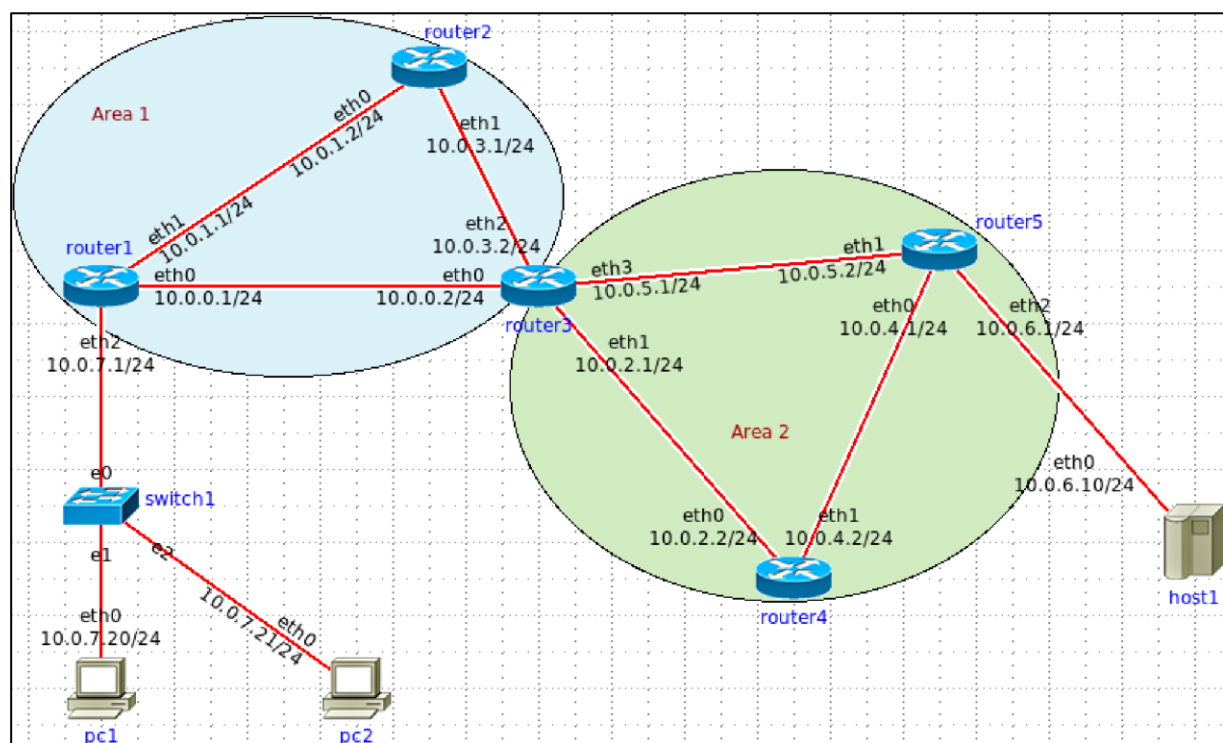 router2
Area 1
eth0
10.0.1.2/24
eth1
10.0.3.1/24
eth1
10.0.1.1/24
router1
eth0
10.0.0.1/24
eth2
10.0.3.2/24
eth0
10.0.0.2/24
router3
eth3
10.0.5.1/24
eth1
10.0.5.2/24
router5
eth0
10.0.4.1/24
eth2
10.0.6.1/24
eth2
10.0.7.1/24
eth1
10.0.2.1/24
Area 2
e0
switch1
e1
e2
eth0
10.0.6.10/24
host1
eth0
10.0.2.2/24
eth1
10.0.4.2/24
router4
eth0
10.0.7.20/24
eth0
10.0.7.21/24
pc1
pc2